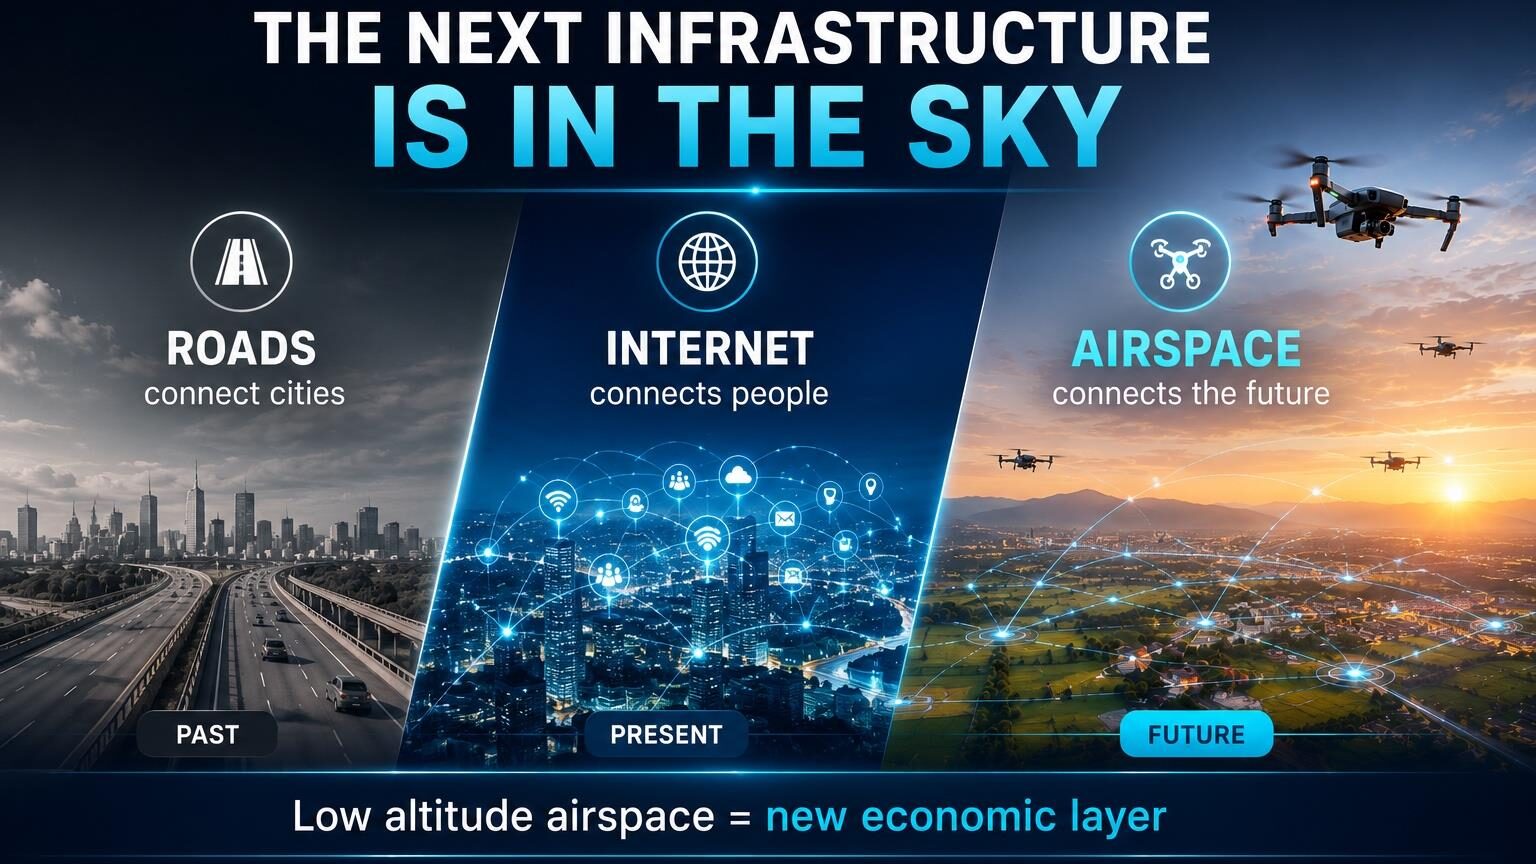 THE NEXT INFRASTRUCTURE
IS IN THE SKY
ROADS
connect cities
INTERNET
connects people
AIRSPACE
connects the future
PAST
PRESENT
FUTURE
Low altitude airspace = new economic layer